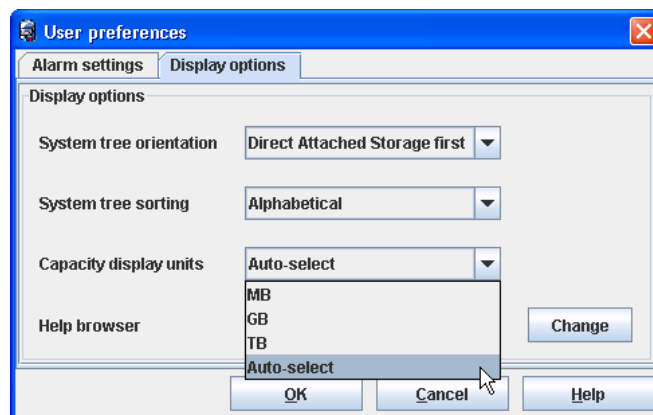 User preferences
Alarm settings Display options
Display options
System tree orientation Direct Attached Storage first
System tree sorting Alphabetical
Capacity display units Auto-select
MB
GB
Help browser Change
TB
Auto-select
OK Cancel Help